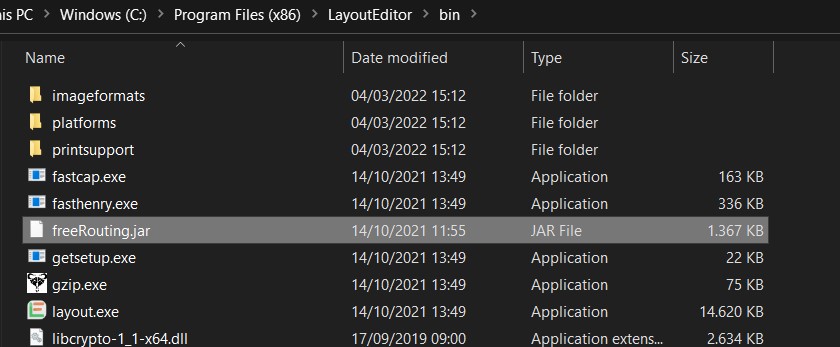 his PC > Windows (C:) > Program Files (x86) > LayoutEditor > bin >
Name Date modified Type Size
imageformats 04/03/2022 15:12 File folder
platforms 04/03/2022 15:12 File folder
printsupport 04/03/2022 15:12 File folder
fastcap.exe 14/10/2021 13:49 Application 163 KB
fasthenry.exe 14/10/2021 13:49 Application 336 KB
freeRouting.jar 14/10/2021 11:55 JAR File 1.367 KB
getsetup.exe 14/10/2021 13:49 Application 22 KB
gzip.exe 14/10/2021 13:49 Application 75 KB
layout.exe 14/10/2021 13:49 Application 14.620 KB
libcrypto-1_1-x64.dll 17/09/2019 09:00 Application extens... 2.634 KB